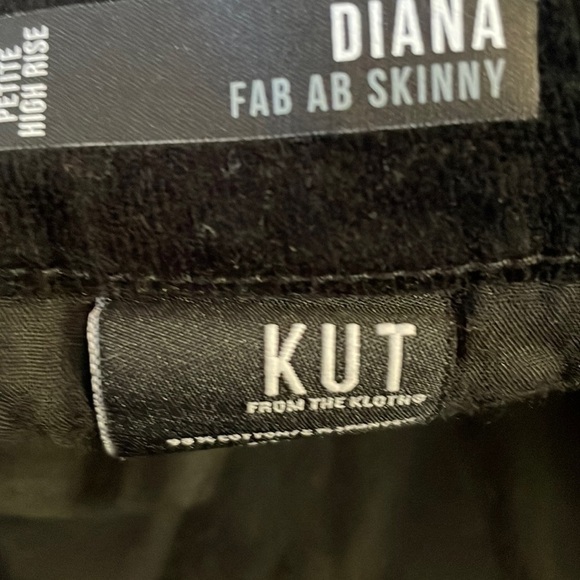 PETITE
HIGH RISE
DIANA
FAB AB SKINNY
KUT
FROM THE KLOTH®